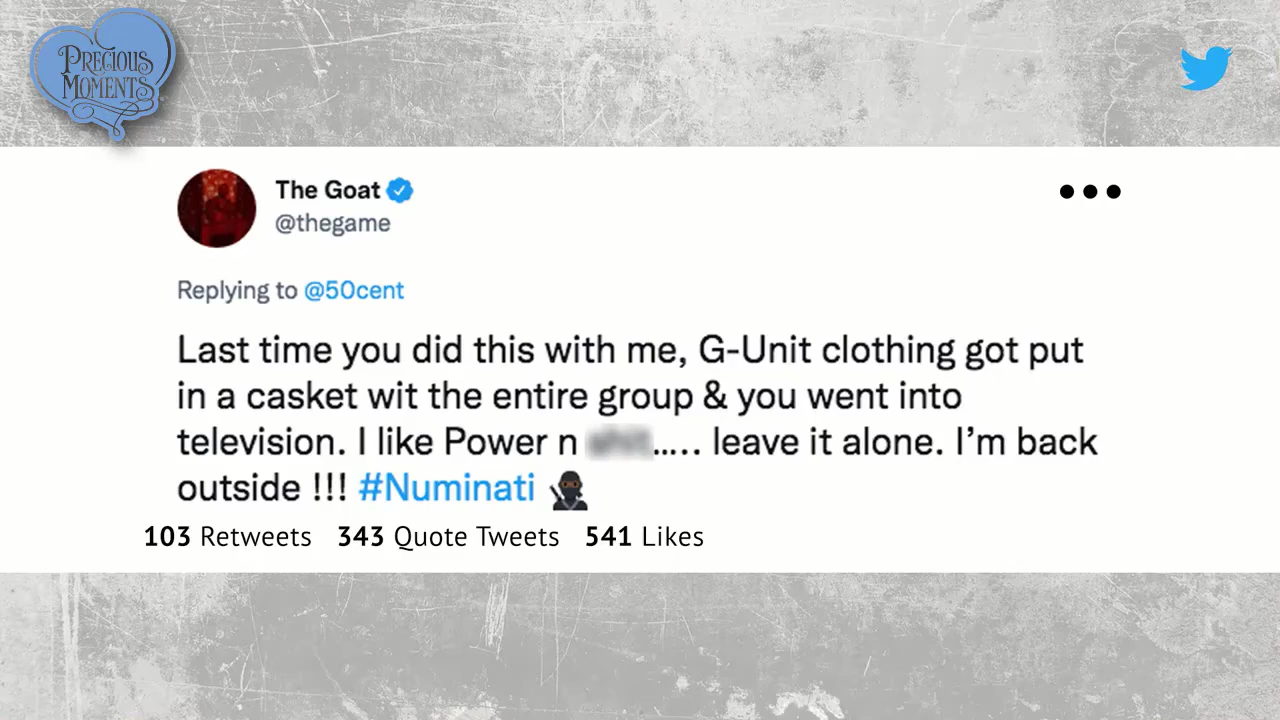 PRECIOUS
MOMENTS
The Goat
@thegame
Replying to @50cent
Last time you did this with me, G-Unit clothing got put
in a casket wit the entire group & you went into
television. I like Power n ..... leave it alone. I’m back
outside !!! #Numinati 🥷🏿
103 Retweets 343 Quote Tweets 541 Likes